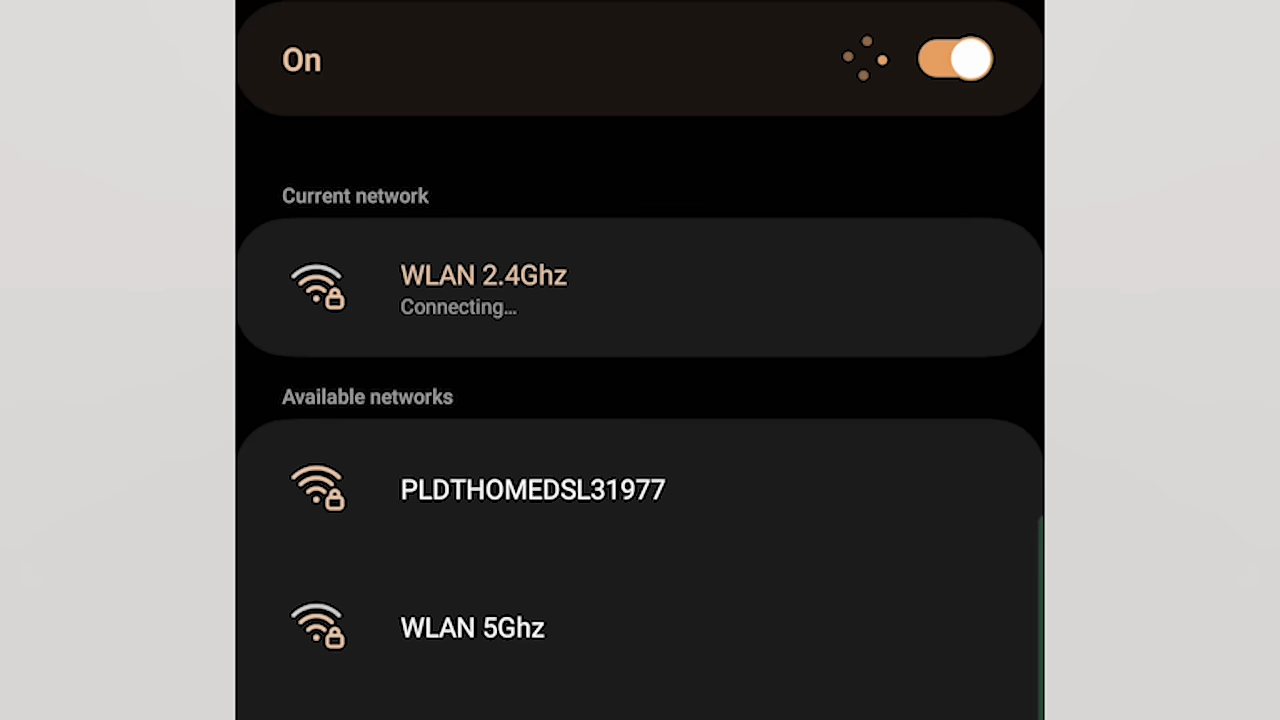 On
Current network
WLAN 2.4Ghz
Connecting...
Available networks
PLDTHOMEDSL31977
WLAN 5Ghz